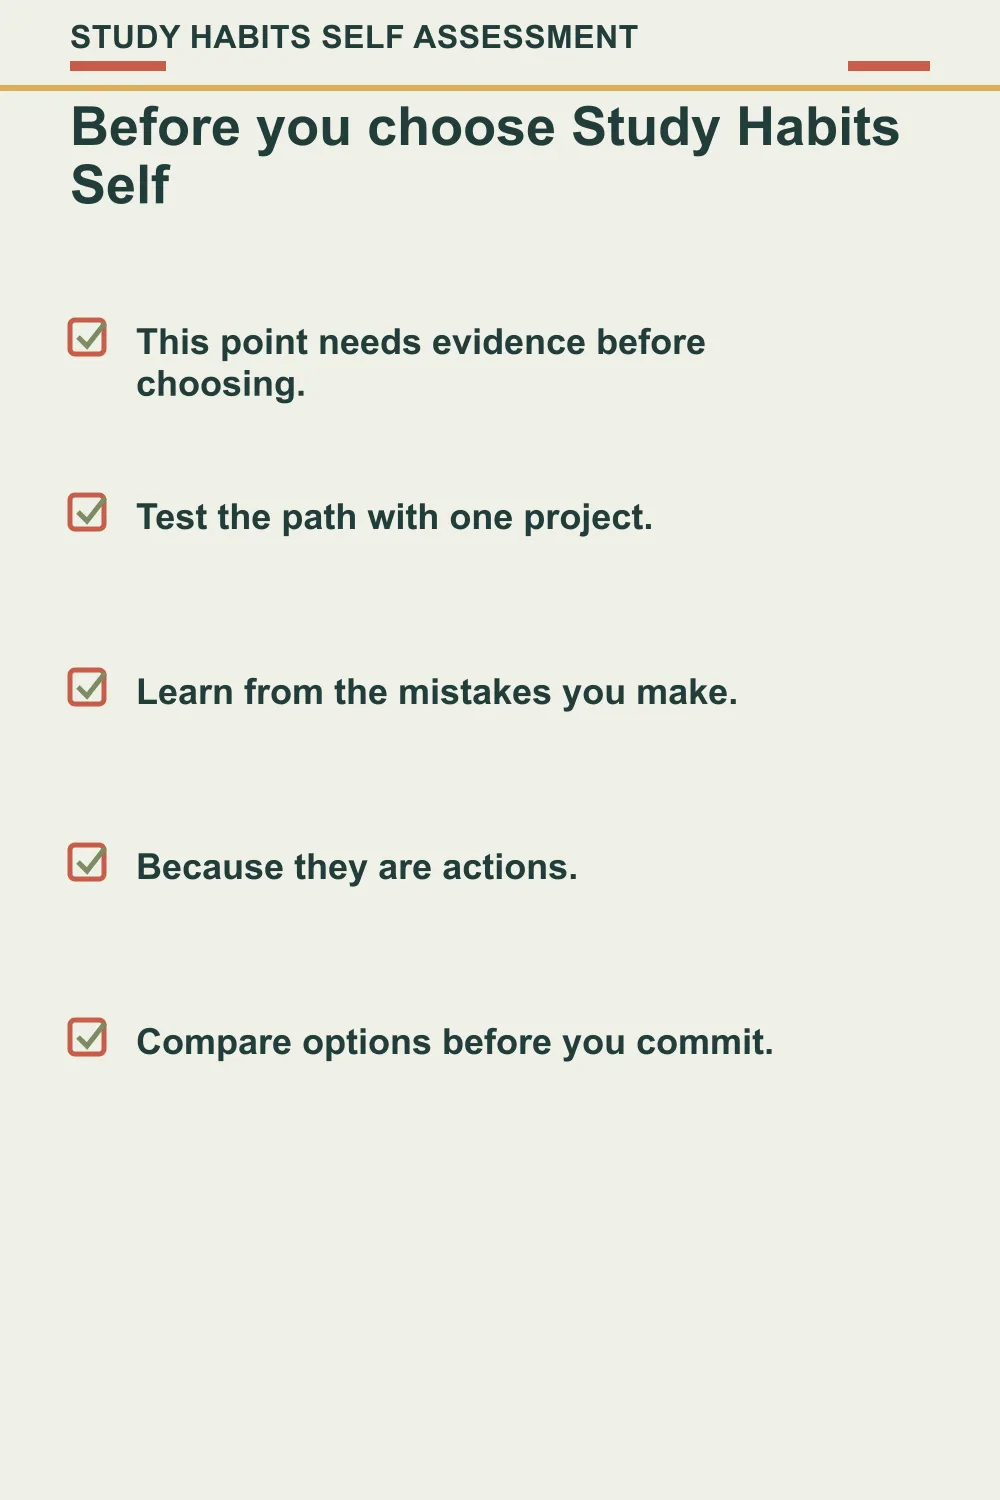 STUDY HABITS SELF ASSESSMENT
Before you choose Study Habits
Self
This point needs evidence before
choosing.
Test the path with one project.
Learn from the mistakes you make.
Because they are actions.
Compare options before you commit.